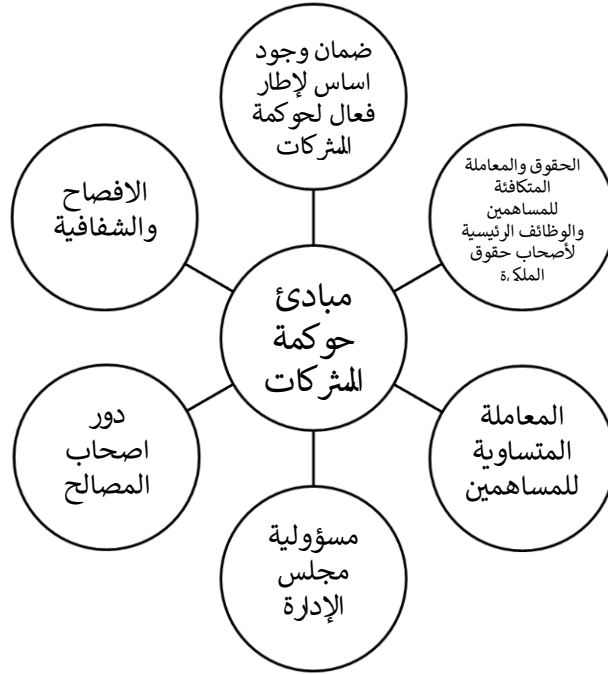 ضمان وجود
اساس لإطار
فعال لحوكمة
الشركات
الحقوق والمعاملة
المتكافئة
للمساهمين
والوظائف الرئيسية
لأصحاب حقوق
الملكية
الافصاح
والشفافية
مبادئ
حوكمة
الشركات
المعاملة
المتساوية
للمساهمين
دور
اصحاب
المصالح
مسؤولية
مجلس
الإدارة